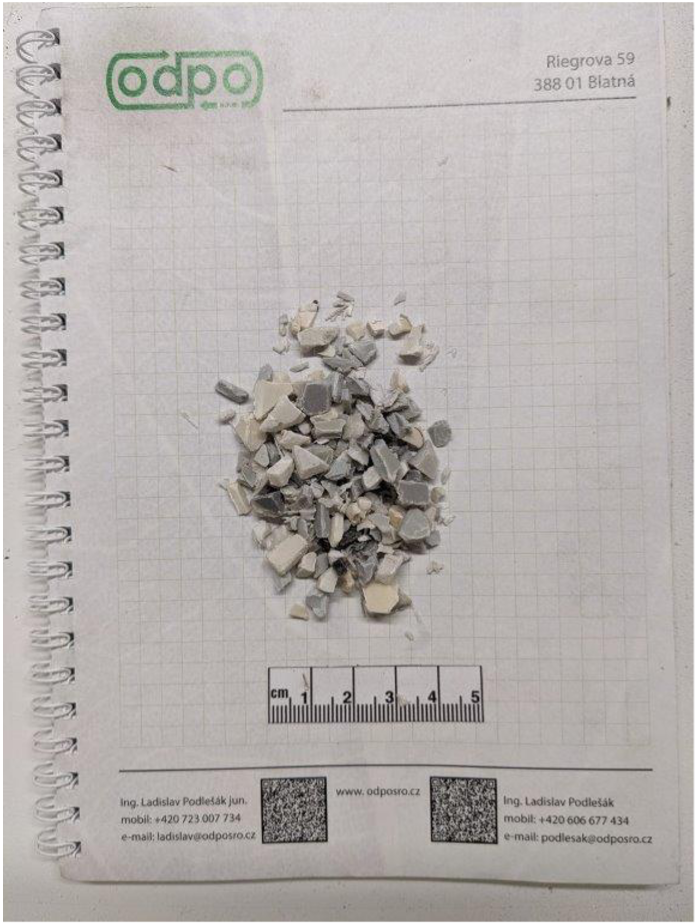 odpo
Riegrova 59
388 01 Blatná
cm 1 2 3 4 5
Ing. Ladislav Podlešák jun.
mobil: +420 723 007 734
e-mail: ladislav@odposro.cz
www. odposro.cz
Ing. Ladislav Podlešák
mobil: +420 606 677 434
e-mail: podlesak@odposro.cz